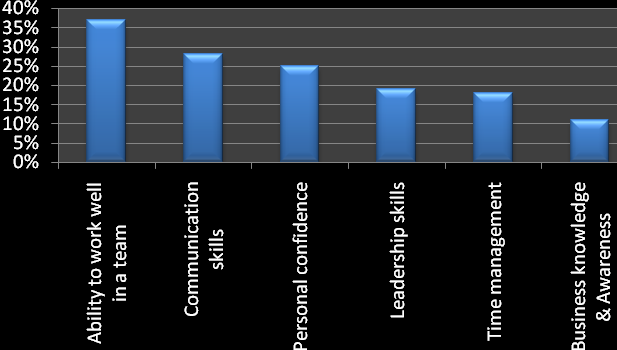 40%
35%
30%
25%
20%
15%
10%
5%
0%
Ability to work well
in a team
Communication
skills
Personal confidence
Leadership skills
Time management
Business knowledge
& Awareness